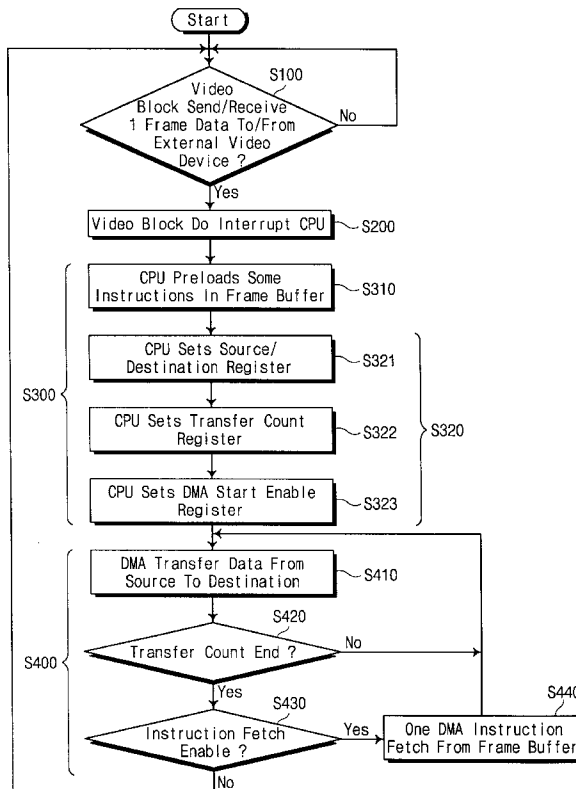 Start
S100
Video
Block Send/Receive
1 Frame Data To/From
External Video
Device ?
No
Yes
Video Block Do Interrupt CPU
S200
CPU Preloads Some
Instructions In Frame Buffer
S310
CPU Sets Source/
Destination Register
S321
S300
CPU Sets Transfer Count
Register
S322
S320
CPU Sets DMA Start Enable
Register
S323
DMA Transfer Data From
Source To Destination
S410
S420
Transfer Count End ?
No
S400
Yes
S430
Instruction Fetch
Enable ?
Yes
S440
One DMA Instruction
Fetch From Frame Buffer
No